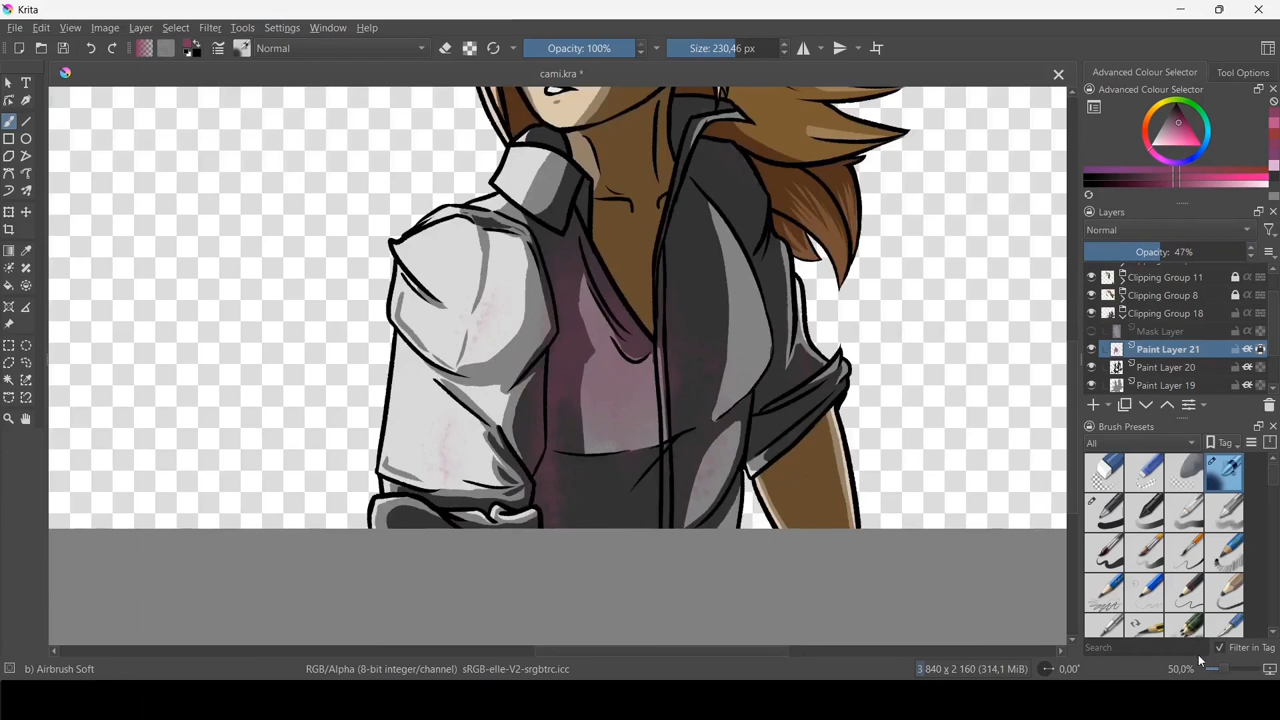 Krita
File Edit View Image Layer Select Filter Tools Settings Window Help
Normal Opacity: 100% Size: 230,46 px
cami.kra *
Advanced Colour Selector Tool Options
Advanced Colour Selector
Layers
Normal
Opacity: 47%
Clipping Group 11
Clipping Group 8
Clipping Group 18
Mask Layer
Paint Layer 21
Paint Layer 20
Paint Layer 19
Brush Presets
All Tag
Search Filter in Tag
b) Airbrush Soft RGB/Alpha (8-bit integer/channel) sRGB-elle-V2-srgbtrc.icc 3 840 x 2 160 (314,1 MiB) 0,00° 50,0%